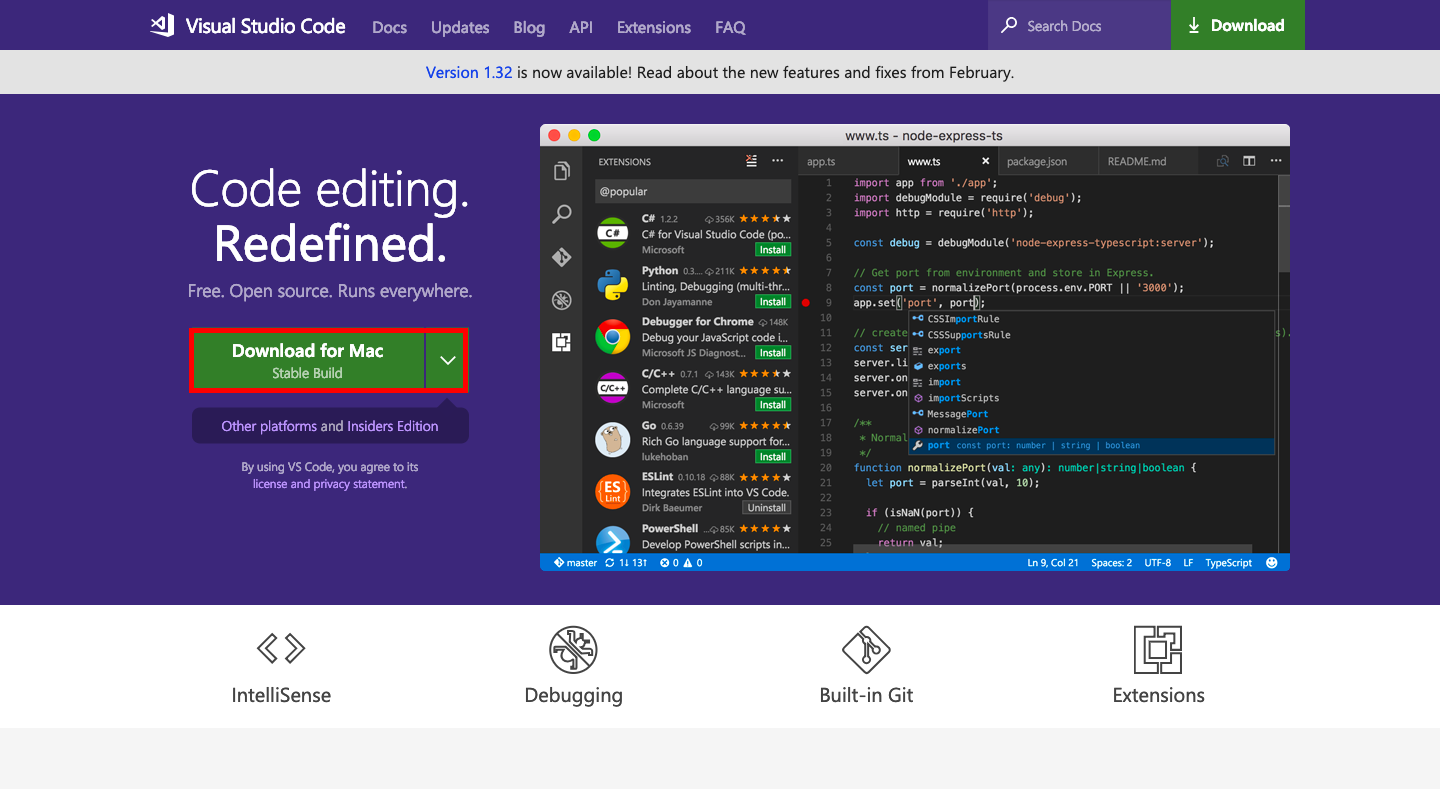 Visual Studio Code Docs Updates Blog API Extensions FAQ Search Docs Download
Version 1.32 is now available! Read about the new features and fixes from February.
Code editing.
Redefined.
Free. Open source. Runs everywhere.
Download for Mac
Stable Build
Other platforms and Insiders Edition
By using VS Code, you agree to its
license and privacy statement.
www.ts - node-express-ts
EXTENSIONS
@popular
C# 1.2.2 356K
C# for Visual Studio Code (po...
Microsoft Install
Python 0.3.... 211K
Linting, Debugging (multi-thr...
Don Jayamanne Install
Debugger for Chrome 148K
Debug your JavaScript code i...
Microsoft JS Diagnost... Install
C/C++ 0.7.1 143K
C/C++
Complete C/C++ language su...
Microsoft Install
Go 0.6.39 99K
Rich Go language support for...
lukehoban Install
ESLint 0.10.18 88K
ES
Lint
Integrates ESLint into VS Code.
Dirk Baeumer Uninstall
PowerShell ... 85K
Develop PowerShell scripts in...
C#
app.ts www.ts package.json README.md
1 import app from './app';
2 import debugModule = require('debug');
3 import http = require('http');
4
5 const debug = debugModule('node-express-typescript:server');
6
7 // Get port from environment and store in Express.
8 const port = normalizePort(process.env.PORT || '3000');
9 app.set('port', port);
10
11 // create s).
12 const ser
13 server.li
14 server.on
15 server.on
16
17 /**
18 * Normal
19 */
20 function normalizePort(val: any): number|string|boolean {
21 let port = parseInt(val, 10);
22
23 if (isNaN(port)) {
24 // named pipe
25 return val;
CSSImportRule
CSSSupportsRule
export
exports
import
importScripts
MessagePort
normalizePort
port const port: number | string | boolean
master 1↓ 13↑ 0 0 Ln 9, Col 21 Spaces: 2 UTF-8 LF TypeScript
IntelliSense Debugging Built-in Git Extensions